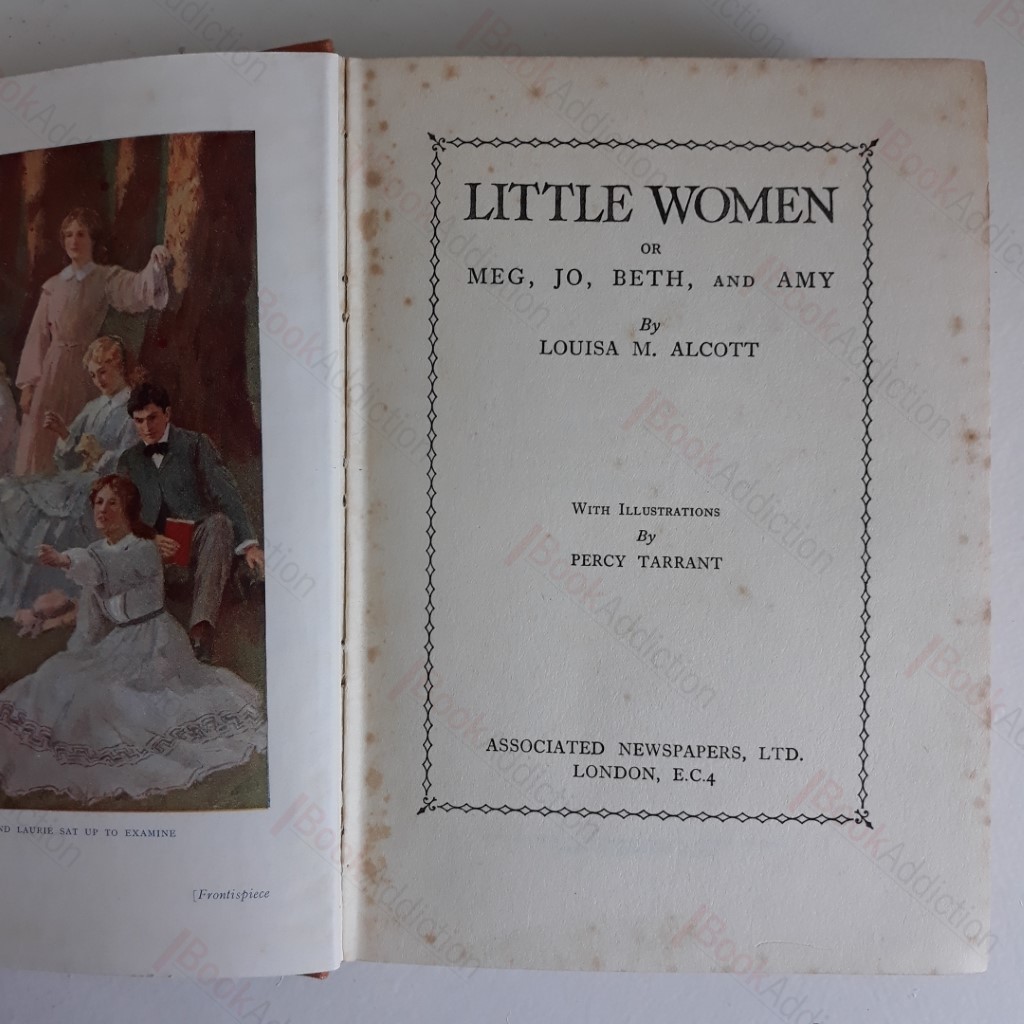 ND LAURIE SAT UP TO EXAMINE
[Frontispiece
LITTLE WOMEN
OR
MEG, JO, BETH, AND AMY
By
LOUISA M. ALCOTT
WITH ILLUSTRATIONS
By
PERCY TARRANT
ASSOCIATED NEWSPAPERS, LTD.
LONDON, E.C.4
BookAddiction